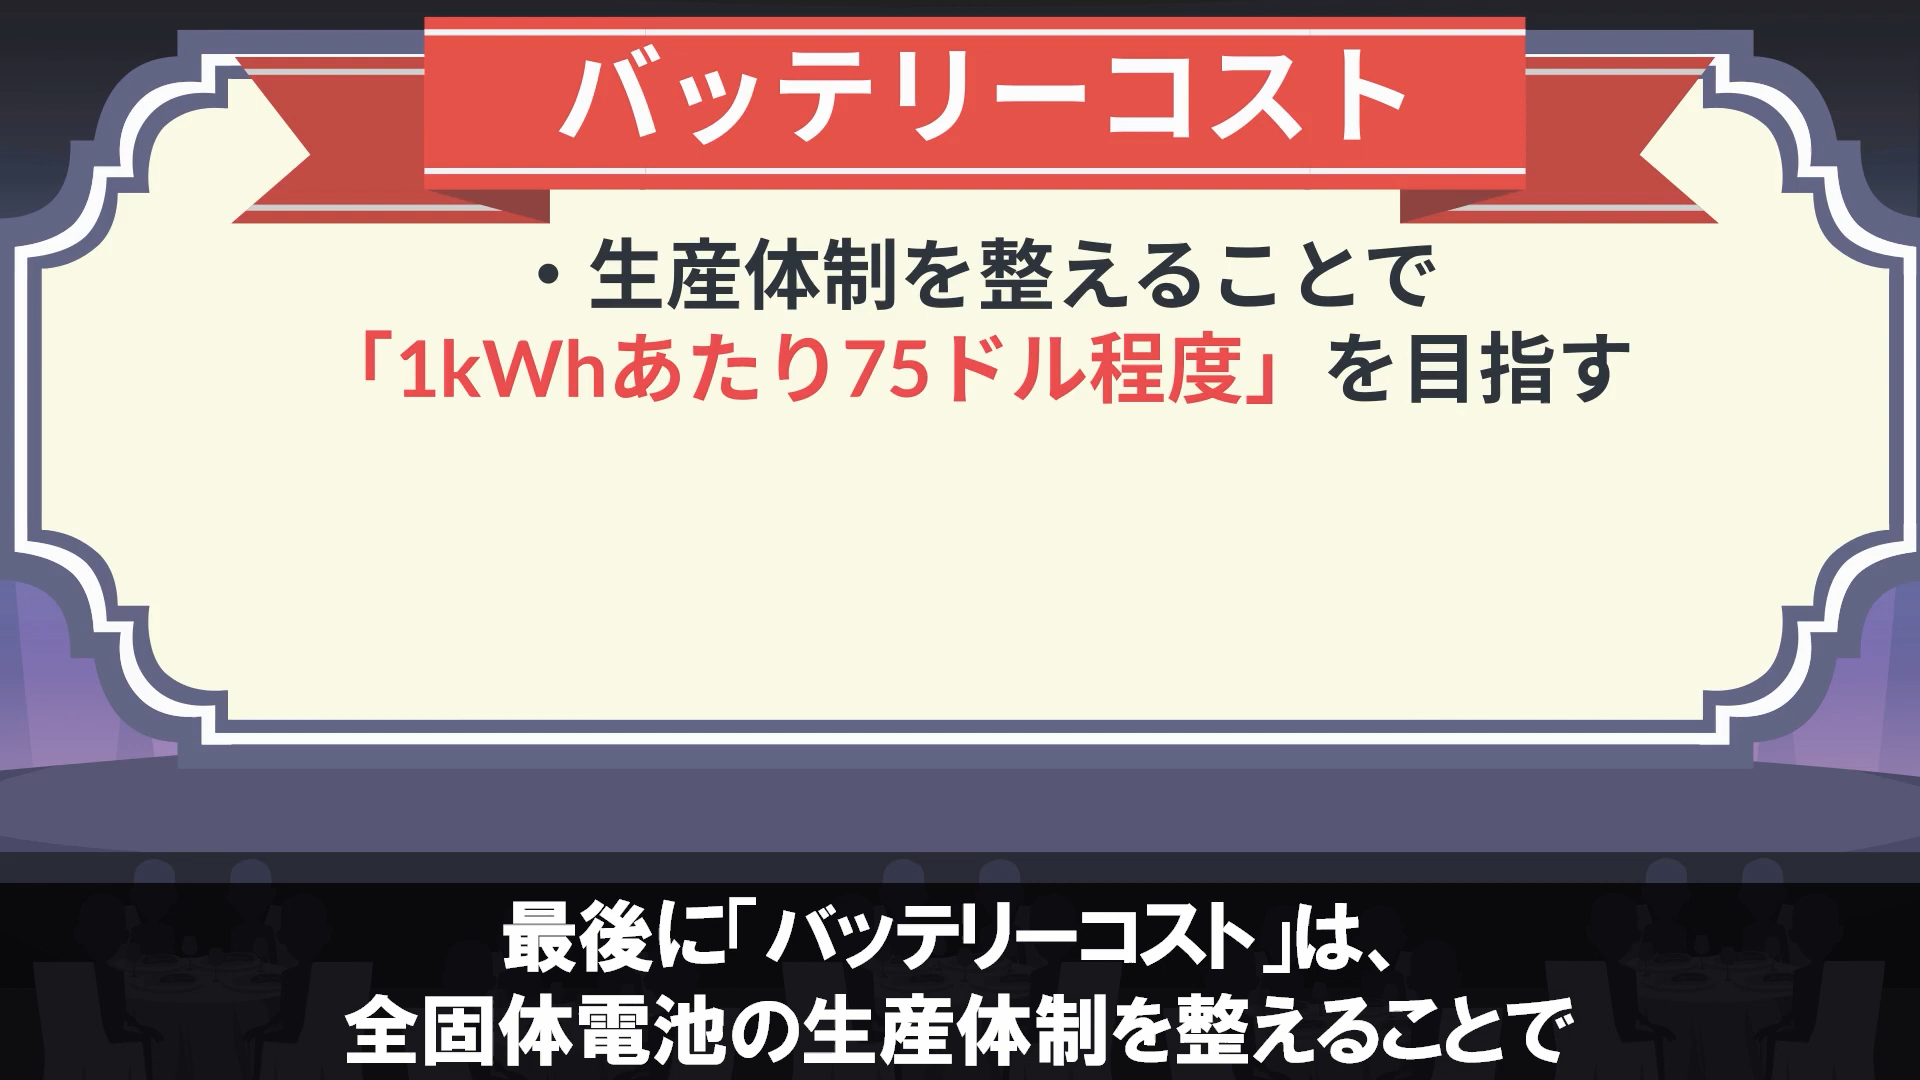 バッテリーコスト
・生産体制を整えることで
「1kWhあたり75ドル程度」を目指す
最後に「バッテリーコスト」は、
全固体電池の生産体制を整えることで